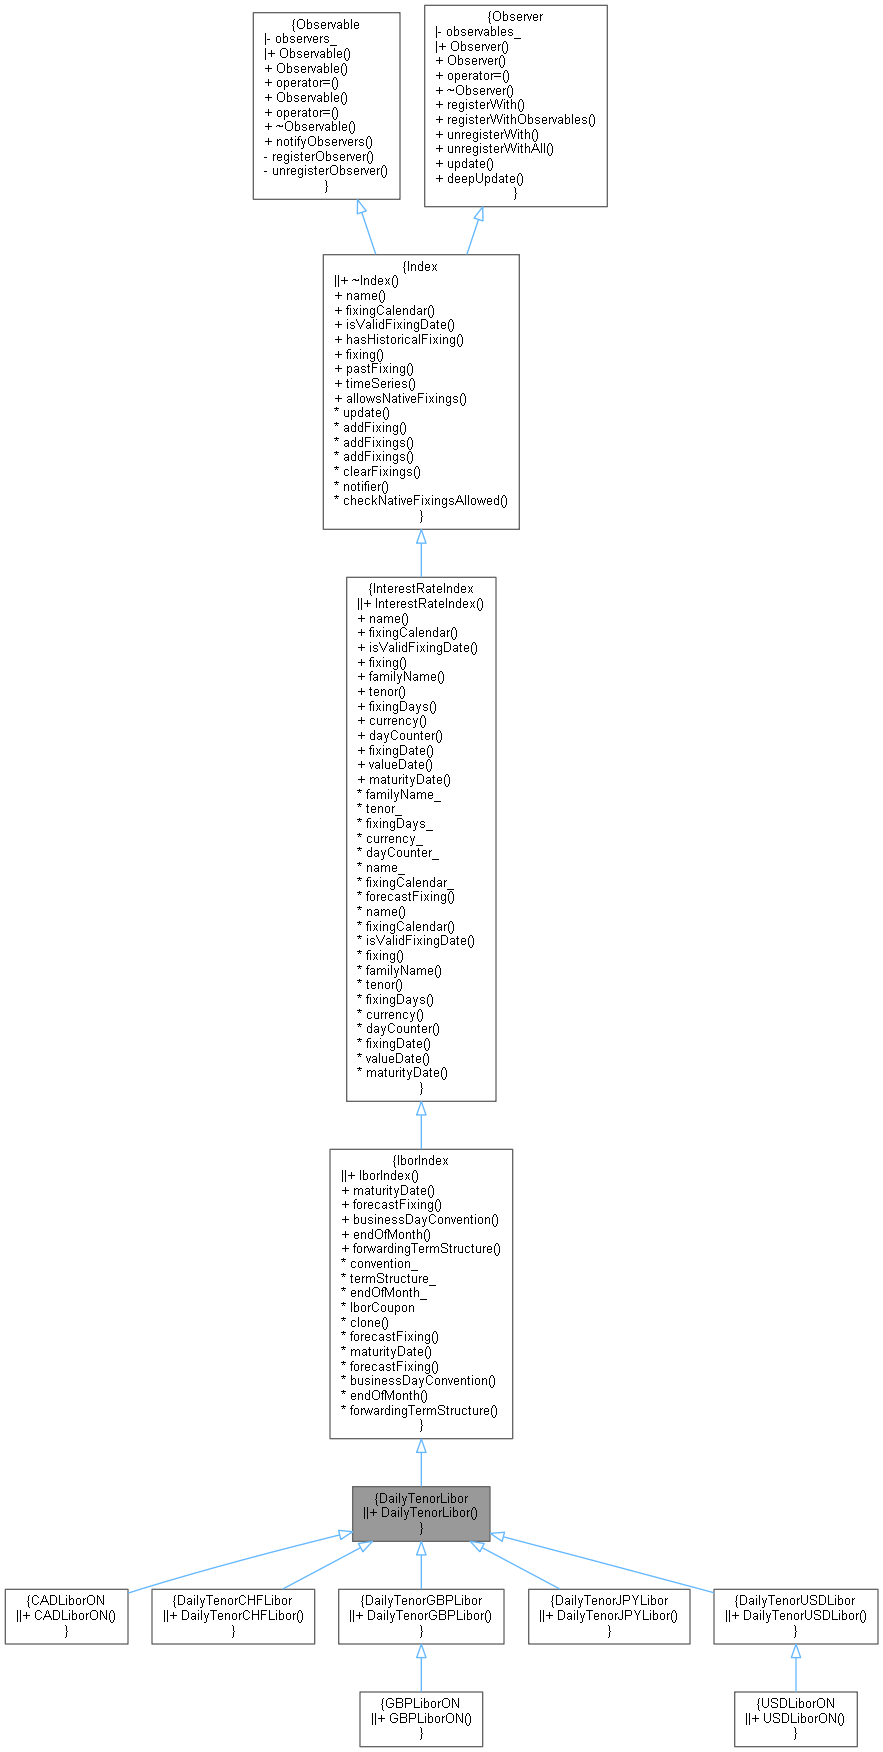 {Observable
|- observers_
|+ Observable()
+ Observable()
+ operator=()
+ Observable()
+ operator=()
+ ~Observable()
+ notifyObservers()
- registerObserver()
- unregisterObserver()
}
{Observer
|- observables_
|+ Observer()
+ Observer()
+ operator=()
+ ~Observer()
+ registerWith()
+ registerWithObservables()
+ unregisterWith()
+ unregisterWithAll()
+ update()
+ deepUpdate()
}
{Index
||+ ~Index()
+ name()
+ fixingCalendar()
+ isValidFixingDate()
+ hasHistoricalFixing()
+ fixing()
+ pastFixing()
+ timeSeries()
+ allowsNativeFixings()
* update()
* addFixing()
* addFixings()
* addFixings()
* clearFixings()
* notifier()
* checkNativeFixingsAllowed()
}
{InterestRateIndex
||+ InterestRateIndex()
+ name()
+ fixingCalendar()
+ isValidFixingDate()
+ fixing()
+ familyName()
+ tenor()
+ fixingDays()
+ currency()
+ dayCounter()
+ fixingDate()
+ valueDate()
+ maturityDate()
* familyName_
* tenor_
* fixingDays_
* currency_
* dayCounter_
* name_
* fixingCalendar_
* forecastFixing()
* name()
* fixingCalendar()
* isValidFixingDate()
* fixing()
* familyName()
* tenor()
* fixingDays()
* currency()
* dayCounter()
* fixingDate()
* valueDate()
* maturityDate()
}
{IborIndex
||+ IborIndex()
+ maturityDate()
+ forecastFixing()
+ businessDayConvention()
+ endOfMonth()
+ forwardingTermStructure()
* convention_
* termStructure_
* endOfMonth_
* IborCoupon
* clone()
* forecastFixing()
* maturityDate()
* forecastFixing()
* businessDayConvention()
* endOfMonth()
* forwardingTermStructure()
}
{DailyTenorLibor
||+ DailyTenorLibor()
}
{CADLiborON
||+ CADLiborON()
}
{DailyTenorCHFLibor
||+ DailyTenorCHFLibor()
}
{DailyTenorGBPLibor
||+ DailyTenorGBPLibor()
}
{DailyTenorJPYLibor
||+ DailyTenorJPYLibor()
}
{DailyTenorUSDLibor
||+ DailyTenorUSDLibor()
}
{GBPLiborON
||+ GBPLiborON()
}
{USDLiborON
||+ USDLiborON()
}